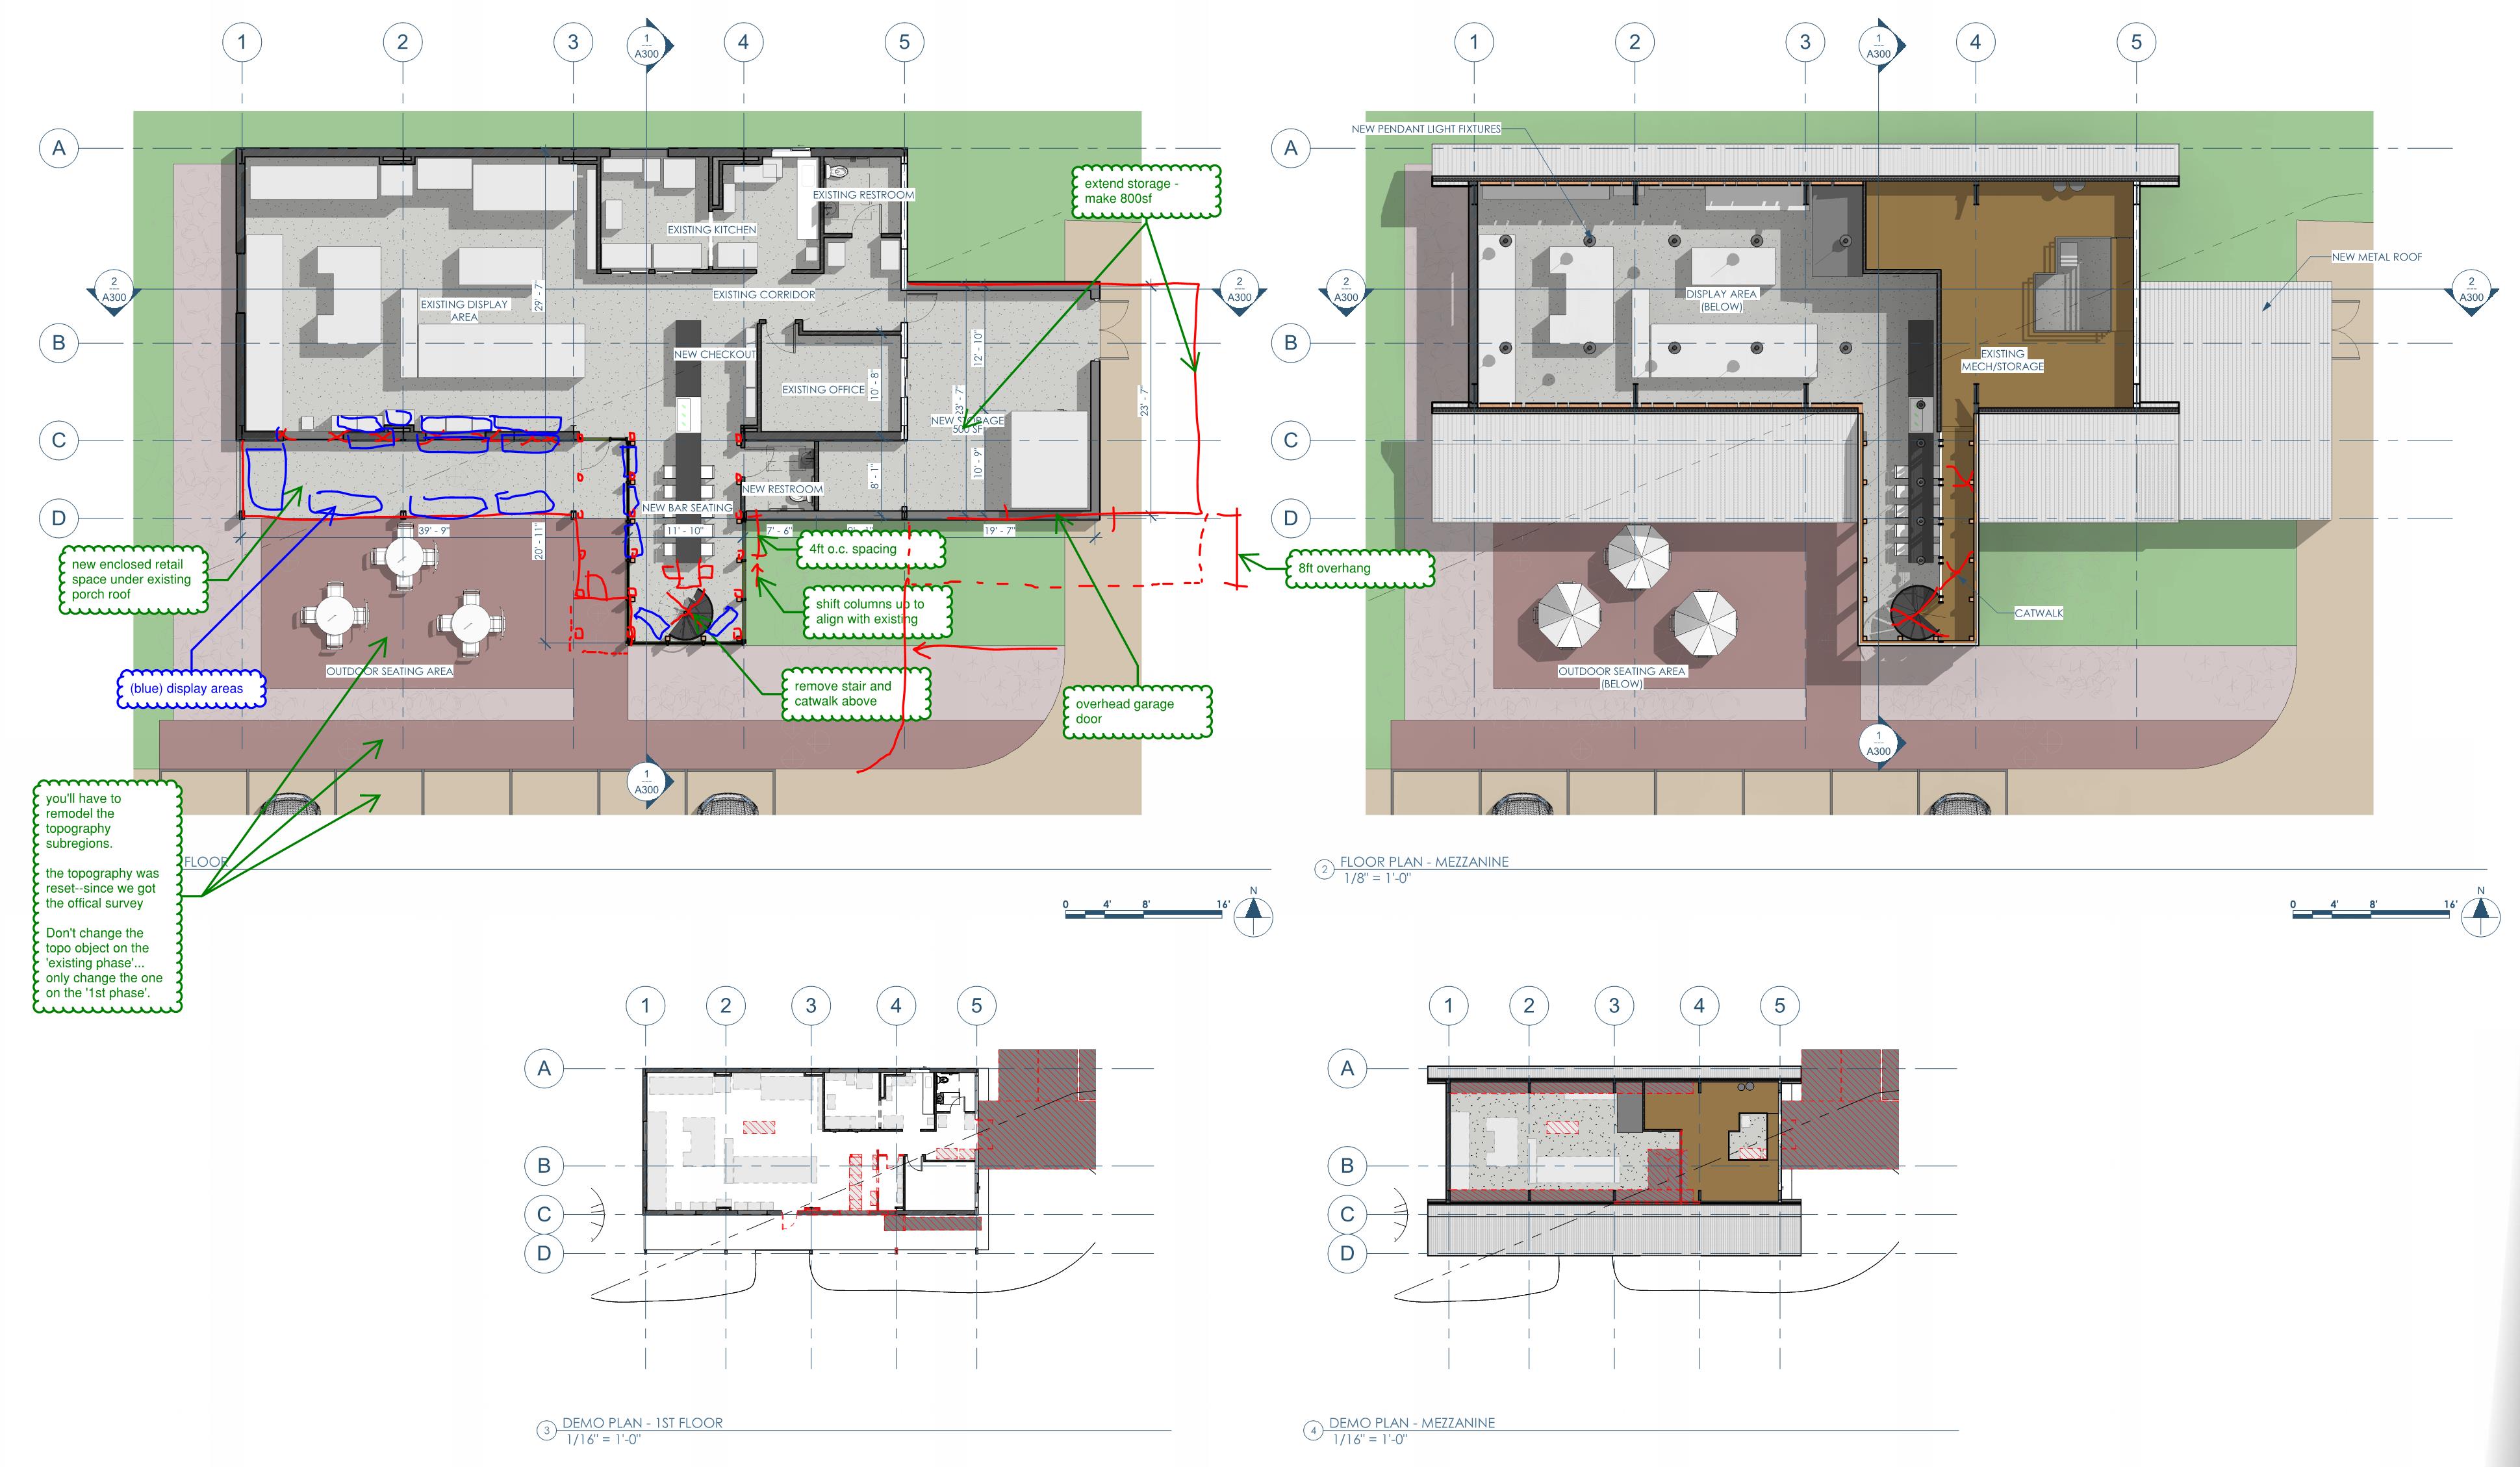 1
2
3
1
A300
4
5
1
2
3
1
A300
4
5
A
B
C
D
2
A300
2
A300
EXISTING DISPLAY
AREA
29' - 7"
EXISTING KITCHEN
EXISTING RESTROOM
EXISTING CORRIDOR
NEW CHECKOUT
EXISTING OFFICE
10' - 8"
12' - 10"
23' - 7"
NEW STORAGE
500 SF
10' - 9"
8' - 1"
23' - 7"
NEW RESTROOM
NEW BAR SEATING
39' - 9"
11' - 10"
7' - 6"
19' - 7"
20' - 11"
OUTDOOR SEATING AREA
extend storage -
make 800sf
4ft o.c. spacing
shift columns up to
align with existing
remove stair and
catwalk above
overhead garage
door
8ft overhang
new enclosed retail
space under existing
porch roof
(blue) display areas
you'll have to
remodel the
topography
subregions.
the topography was
reset--since we got
the offical survey
Don't change the
topo object on the
'existing phase'...
only change the one
on the '1st phase'.
1
A300
FLOOR
0 4' 8' 16'
N
A
B
C
D
2
A300
2
A300
NEW PENDANT LIGHT FIXTURES
NEW METAL ROOF
DISPLAY AREA
(BELOW)
EXISTING
MECH/STORAGE
CATWALK
OUTDOOR SEATING AREA
(BELOW)
1
A300
2
FLOOR PLAN - MEZZANINE
1/8" = 1'-0"
0 4' 8' 16'
N
1
2
3
4
5
A
B
C
D
3
DEMO PLAN - 1ST FLOOR
1/16" = 1'-0"
1
2
3
4
5
A
B
C
D
4
DEMO PLAN - MEZZANINE
1/16" = 1'-0"